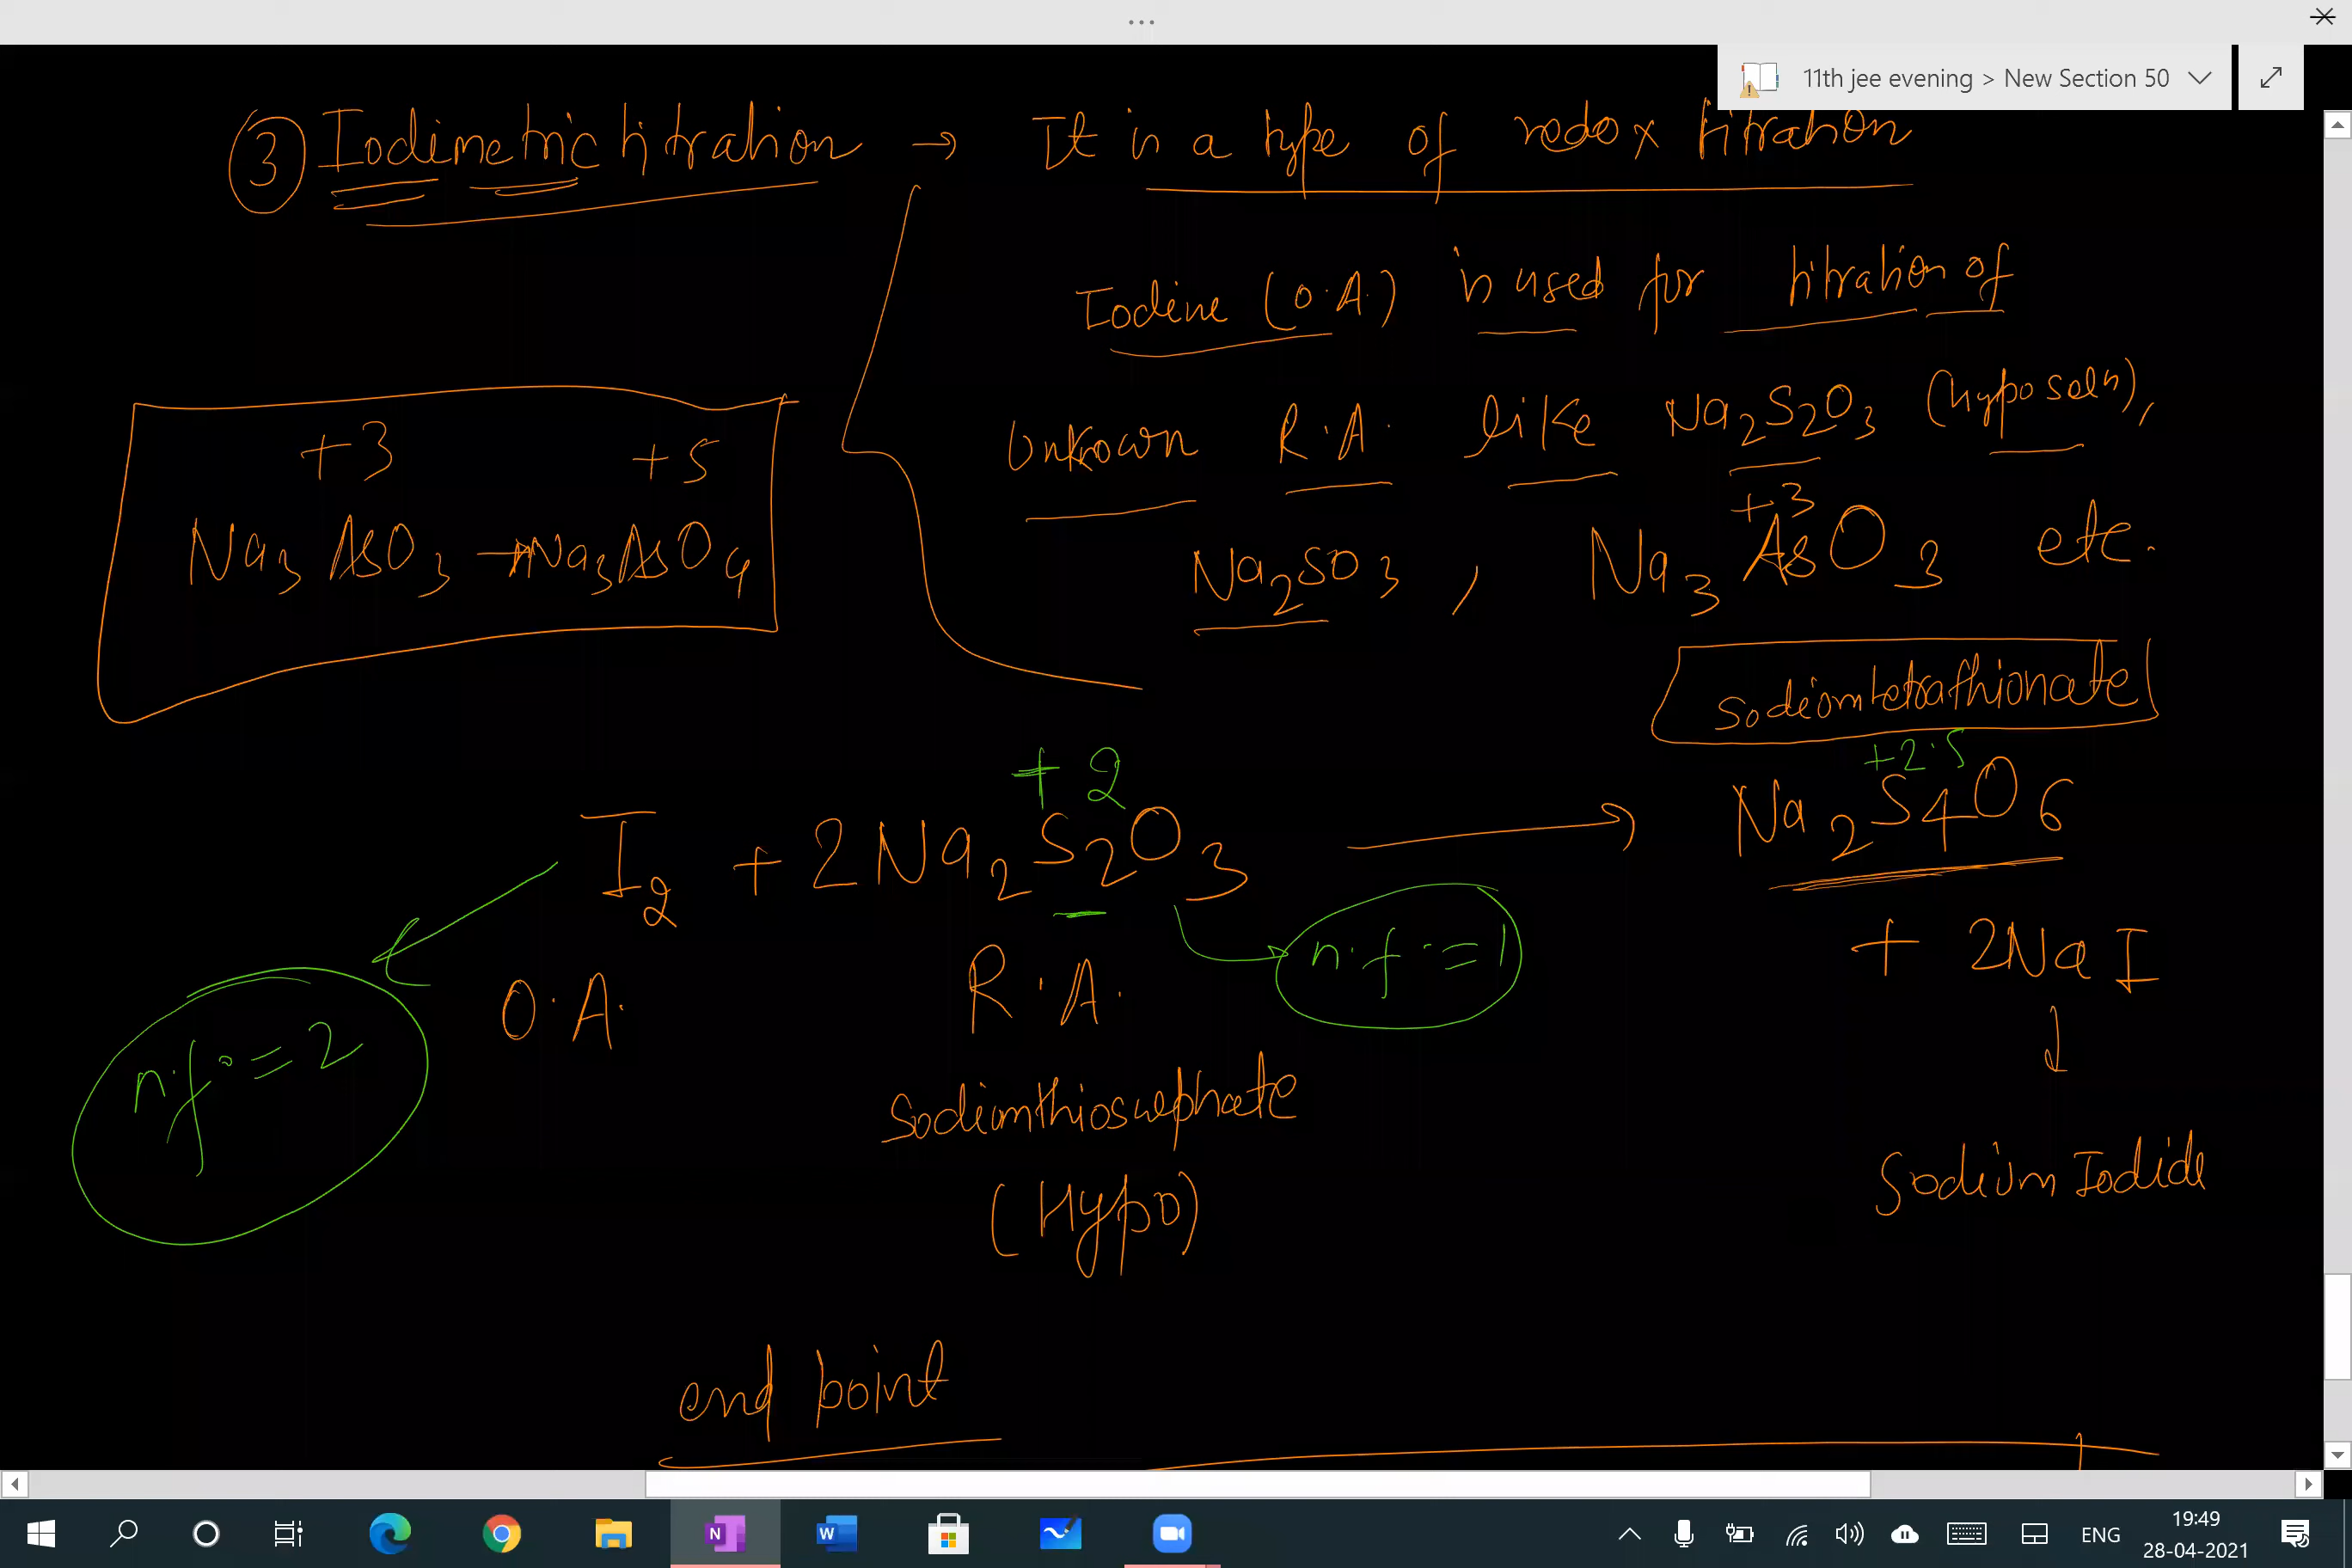 ...
11th jee evening > New Section 50
③ Iodimetric titration → It is a type of redox titration
Iodine (O.A.) is used for titration of
Unknown R.A. like Na2S2O3 (Hypo soln),
Na2SO3, Na3AsO3 etc.
+3
+3 +5
Na3AsO3 → Na3AsO4
Sodium tetrathionate
+2 +2.5
I2 + 2Na2S2O3 ⟶ Na2S4O6
+ 2NaI
n.f. = 1
n.f. = 2
O.A. R.A.
↓
Sodium thiosulphate
(Hypo)
Sodium Iodide
end point
ENG
19:49
28-04-2021